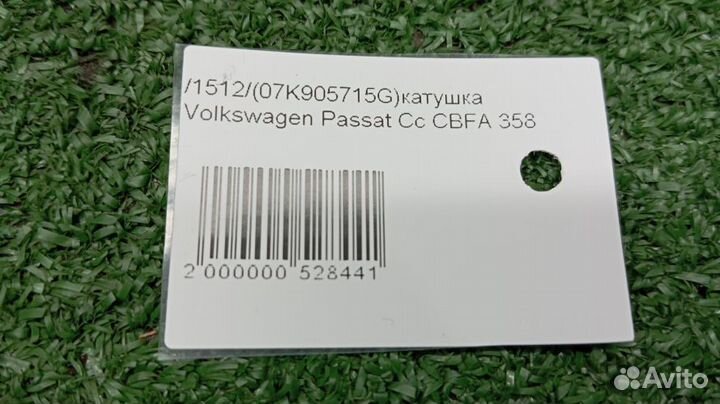 /1512/(07K905715G)катушка
Volkswagen Passat Cc CBFA 358
2 000000 528441
Avito